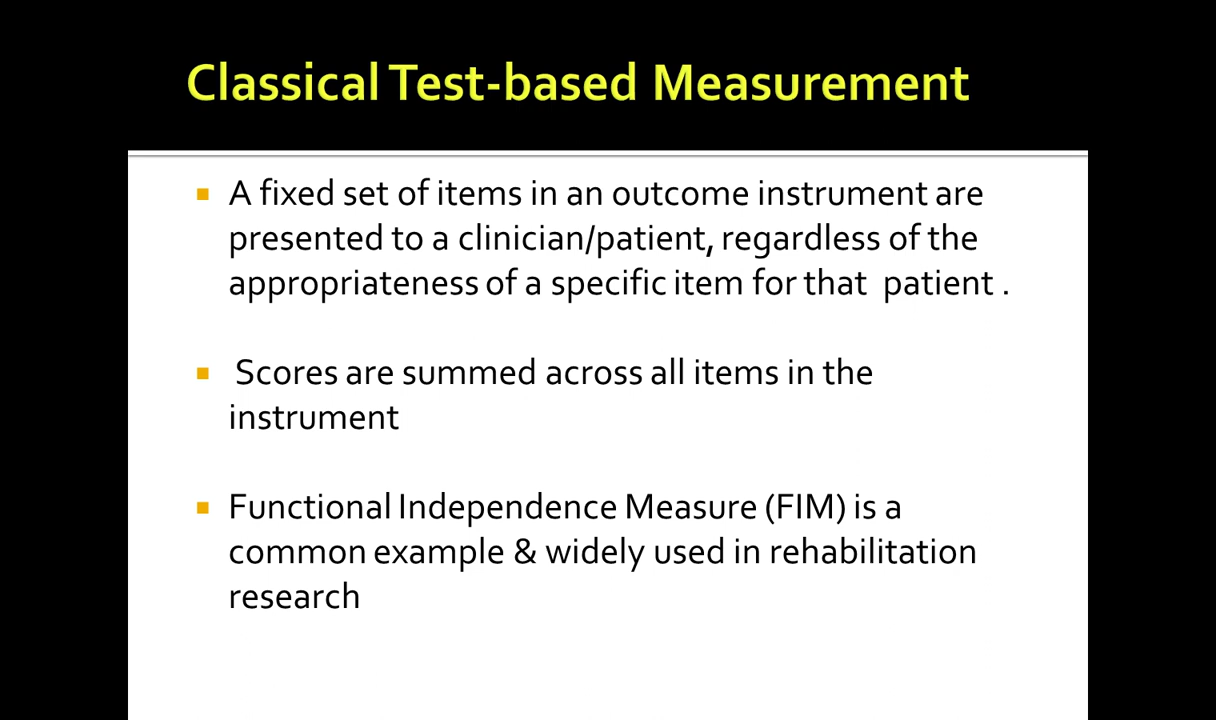 Classical Test-based Measurement
▪ A fixed set of items in an outcome instrument are
presented to a clinician/patient, regardless of the
appropriateness of a specific item for that patient .
▪ Scores are summed across all items in the
instrument
▪ Functional Independence Measure (FIM) is a
common example & widely used in rehabilitation
research